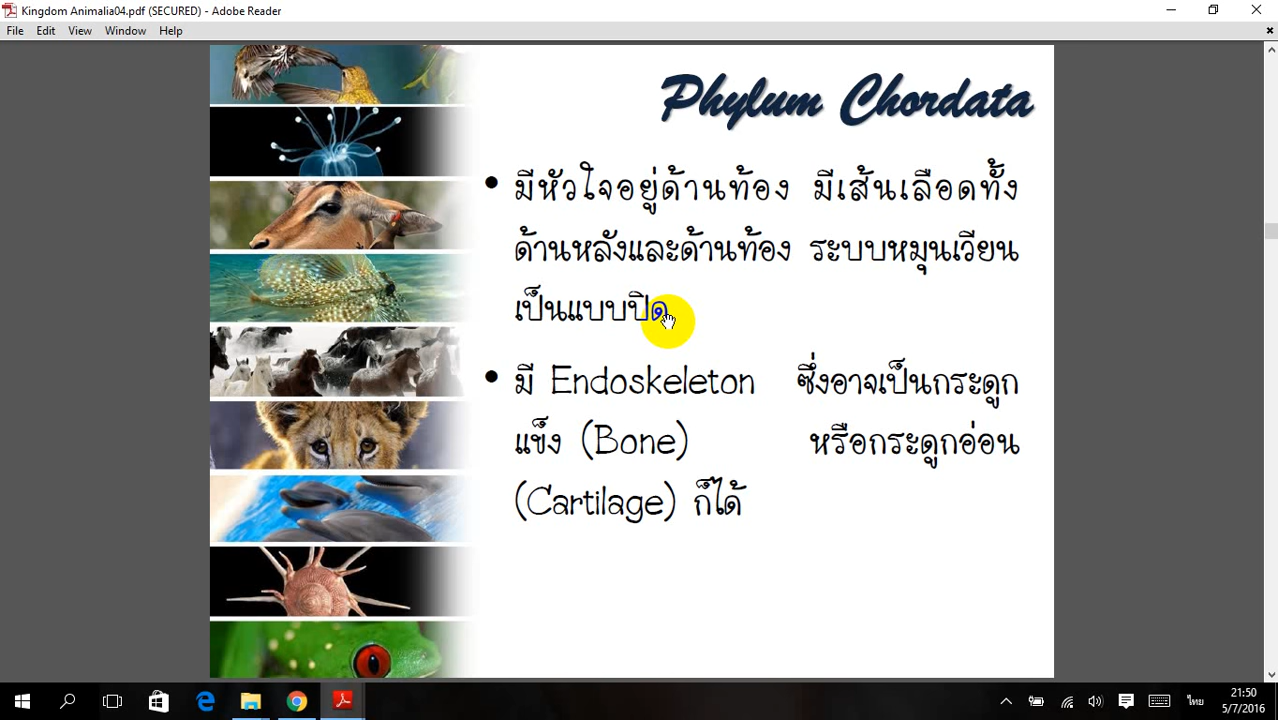 Kingdom Animalia04.pdf (SECURED) - Adobe Reader
File Edit View Window Help
Phylum Chordata
• มีหัวใจอยู่ด้านท้อง มีเส้นเลือดทั้ง
ด้านหลังและด้านท้อง ระบบหมุนเวียน
เป็นแบบปิด
• มี Endoskeleton ซึ่งอาจเป็นกระดูก
แข็ง (Bone) หรือกระดูกอ่อน
(Cartilage) ก็ได้
ไทย
21:50
5/7/2016